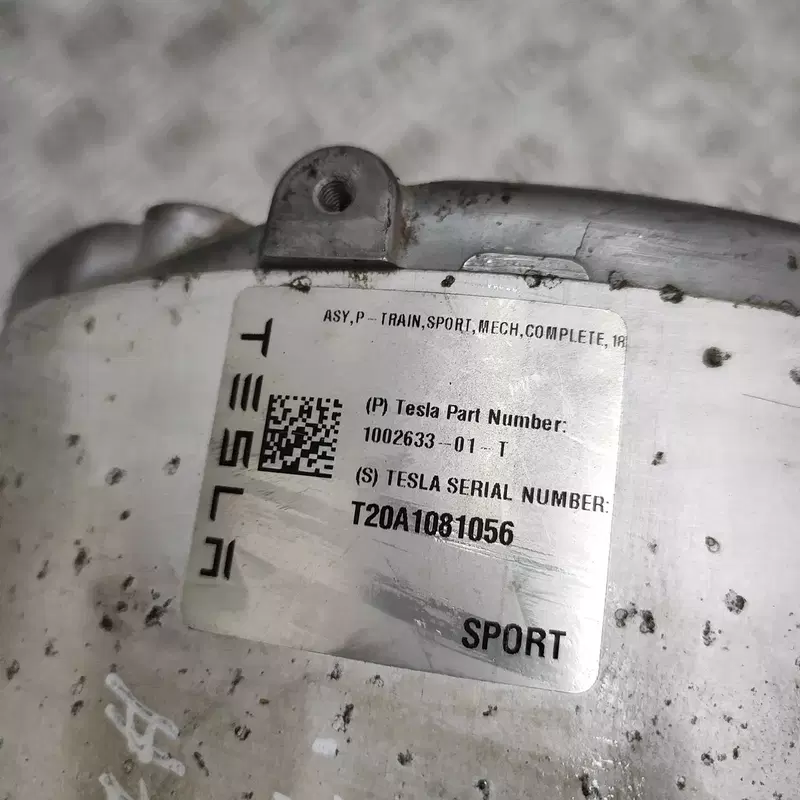 ASY,P-TRAIN,SPORT,MECH,COMPLETE,18
TESLA
(P) Tesla Part Number:
1002633-01-T
(S) TESLA SERIAL NUMBER:
T20A1081056
SPORT